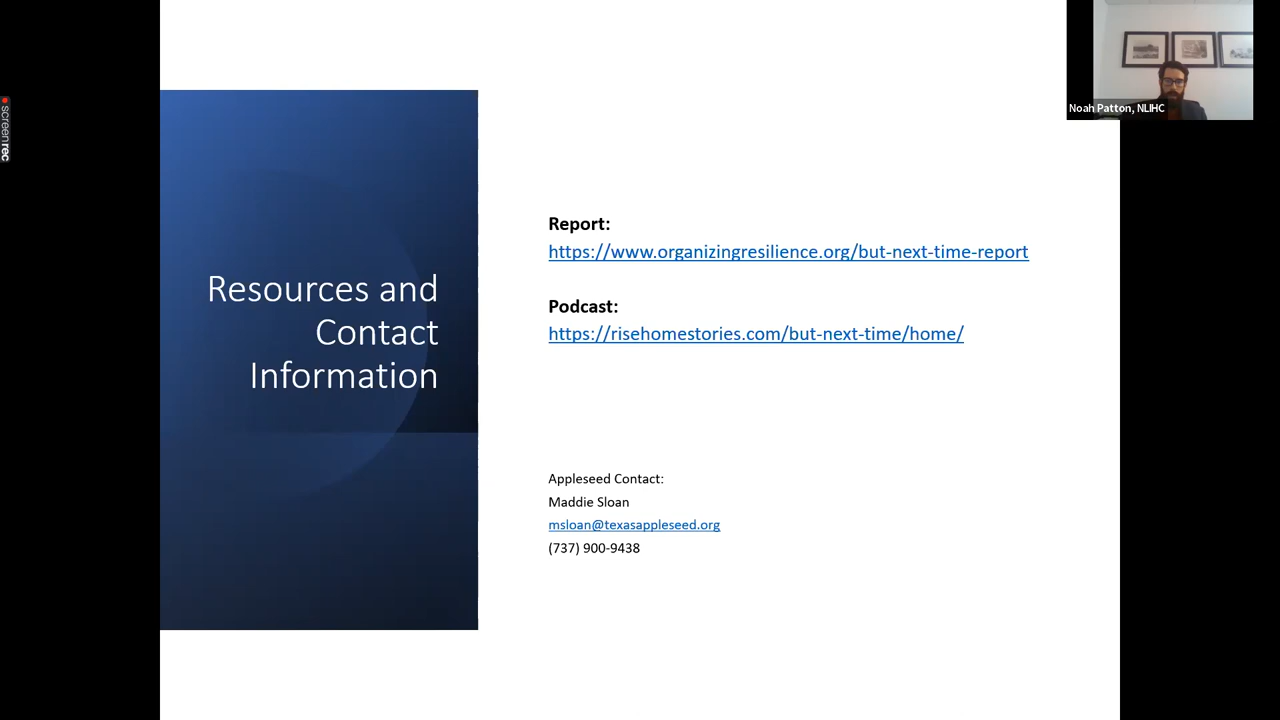 Resources and
Contact
Information
Report:
https://www.organizingresilience.org/but-next-time-report
Podcast:
https://risehomestories.com/but-next-time/home/
Appleseed Contact:
Maddie Sloan
msloan@texasappleseed.org
(737) 900-9438
Noah Patton, NLIHC
screenrec